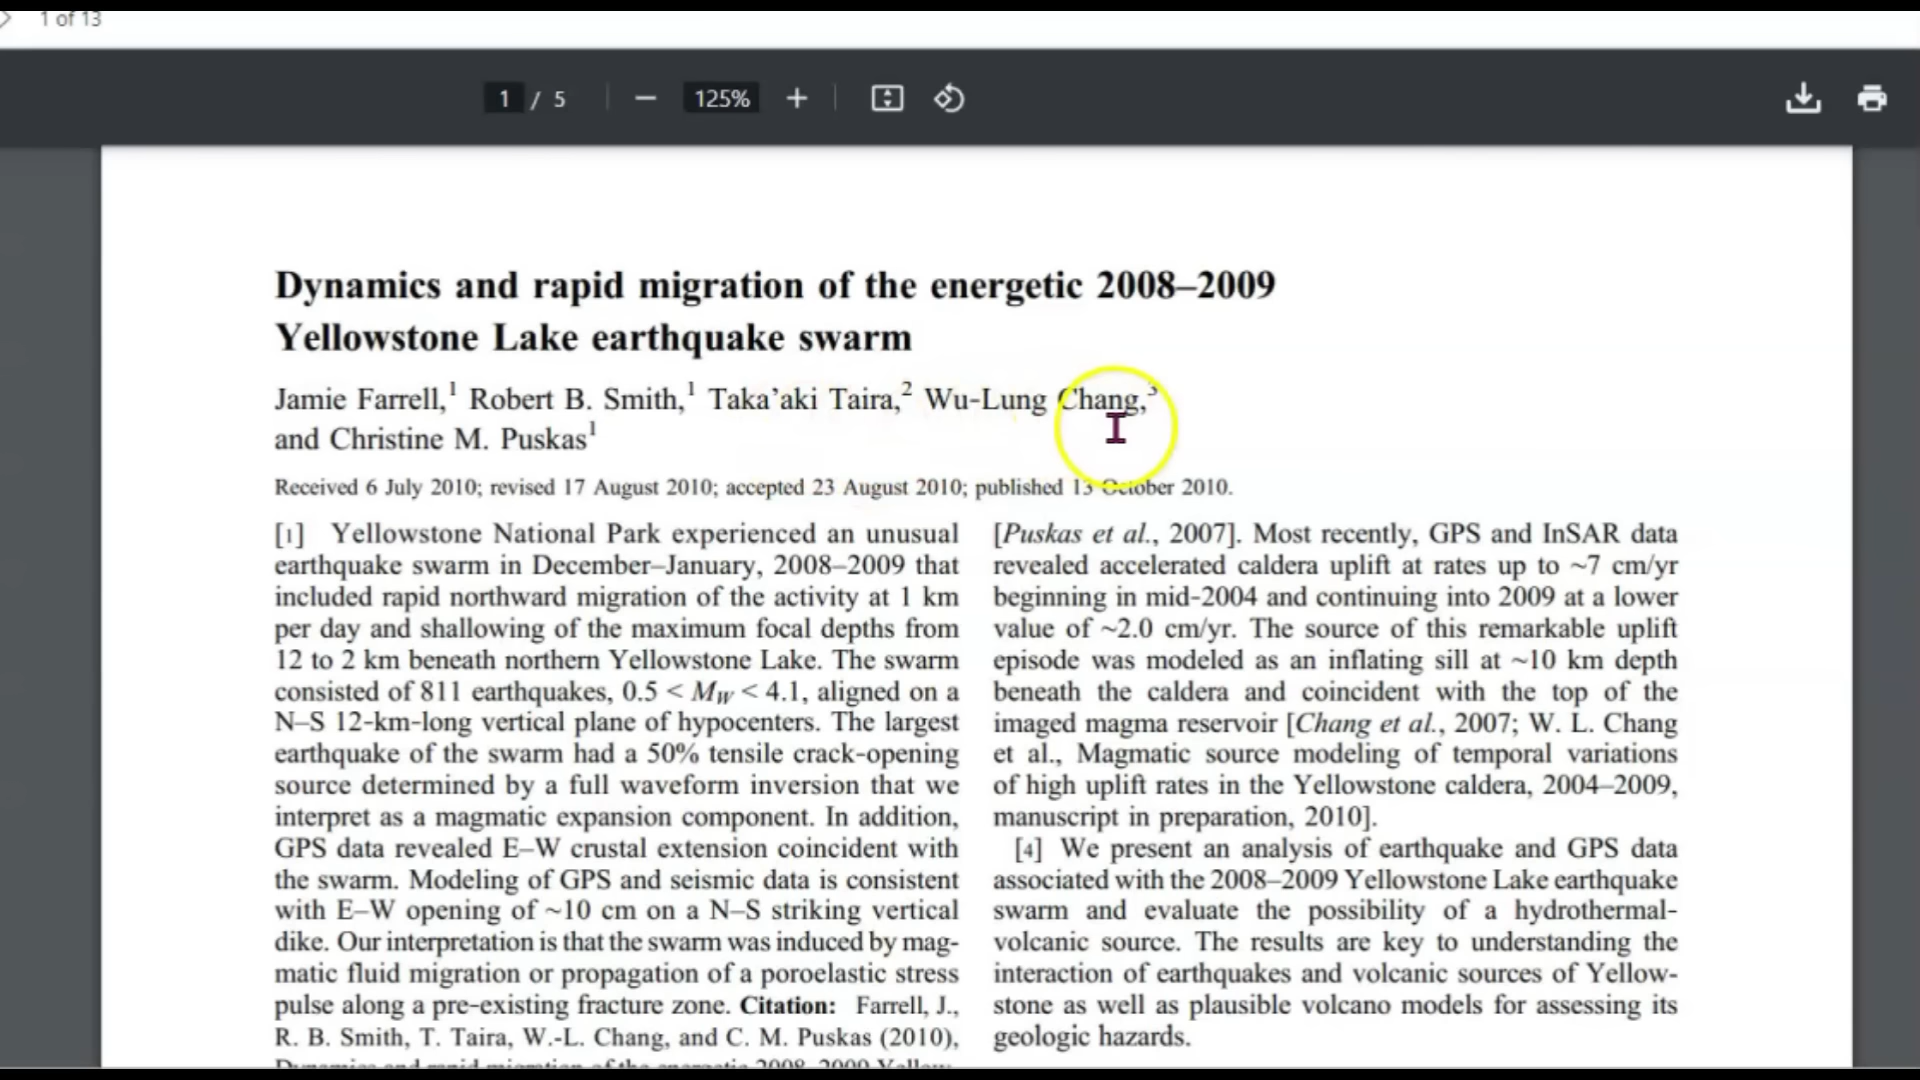 1 of 13
1 / 5 125%
Dynamics and rapid migration of the energetic 2008–2009
Yellowstone Lake earthquake swarm
Jamie Farrell,¹ Robert B. Smith,¹ Taka’aki Taira,² Wu-Lung Chang,³
and Christine M. Puskas¹
Received 6 July 2010; revised 17 August 2010; accepted 23 August 2010; published 13 October 2010.
[1] Yellowstone National Park experienced an unusual
earthquake swarm in December–January, 2008–2009 that
included rapid northward migration of the activity at 1 km
per day and shallowing of the maximum focal depths from
12 to 2 km beneath northern Yellowstone Lake. The swarm
consisted of 811 earthquakes, 0.5 < MW < 4.1, aligned on a
N–S 12-km-long vertical plane of hypocenters. The largest
earthquake of the swarm had a 50% tensile crack-opening
source determined by a full waveform inversion that we
interpret as a magmatic expansion component. In addition,
GPS data revealed E–W crustal extension coincident with
the swarm. Modeling of GPS and seismic data is consistent
with E–W opening of ~10 cm on a N–S striking vertical
dike. Our interpretation is that the swarm was induced by mag-
matic fluid migration or propagation of a poroelastic stress
pulse along a pre-existing fracture zone. Citation: Farrell, J.,
R. B. Smith, T. Taira, W.-L. Chang, and C. M. Puskas (2010),
Dynamics and rapid migration of the energetic 2008–2009 Yellow-
[Puskas et al., 2007]. Most recently, GPS and InSAR data
revealed accelerated caldera uplift at rates up to ~7 cm/yr
beginning in mid-2004 and continuing into 2009 at a lower
value of ~2.0 cm/yr. The source of this remarkable uplift
episode was modeled as an inflating sill at ~10 km depth
beneath the caldera and coincident with the top of the
imaged magma reservoir [Chang et al., 2007; W. L. Chang
et al., Magmatic source modeling of temporal variations
of high uplift rates in the Yellowstone caldera, 2004–2009,
manuscript in preparation, 2010].
[4] We present an analysis of earthquake and GPS data
associated with the 2008–2009 Yellowstone Lake earthquake
swarm and evaluate the possibility of a hydrothermal-
volcanic source. The results are key to understanding the
interaction of earthquakes and volcanic sources of Yellow-
stone as well as plausible volcano models for assessing its
geologic hazards.